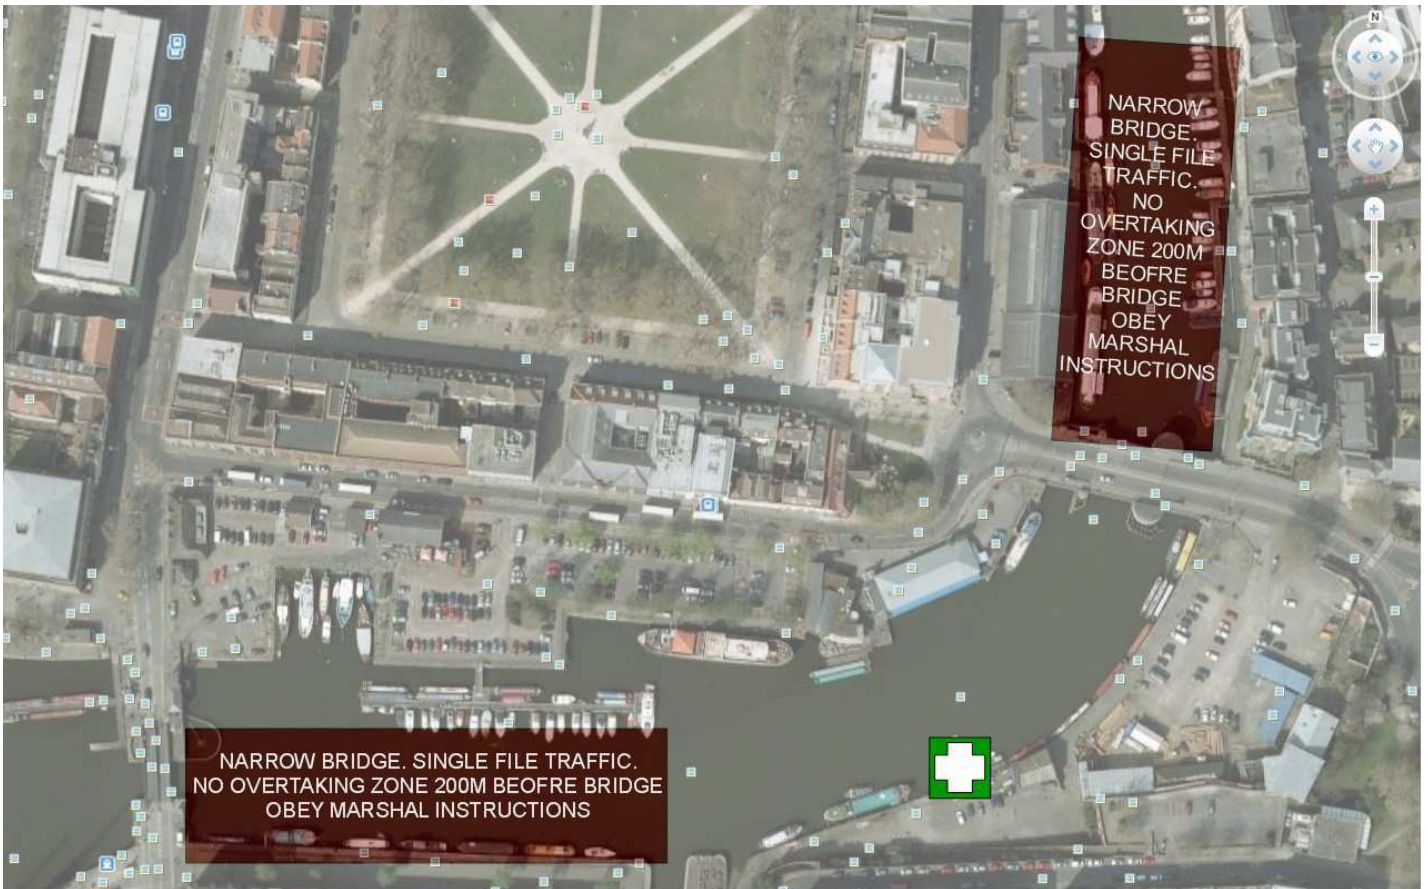 N
NARROW
BRIDGE.
SINGLE FILE
TRAFFIC.
NO
OVERTAKING
ZONE 200M
BEOFRE
BRIDGE
OBEY
MARSHAL
INSTRUCTIONS
NARROW BRIDGE. SINGLE FILE TRAFFIC.
NO OVERTAKING ZONE 200M BEOFRE BRIDGE
OBEY MARSHAL INSTRUCTIONS